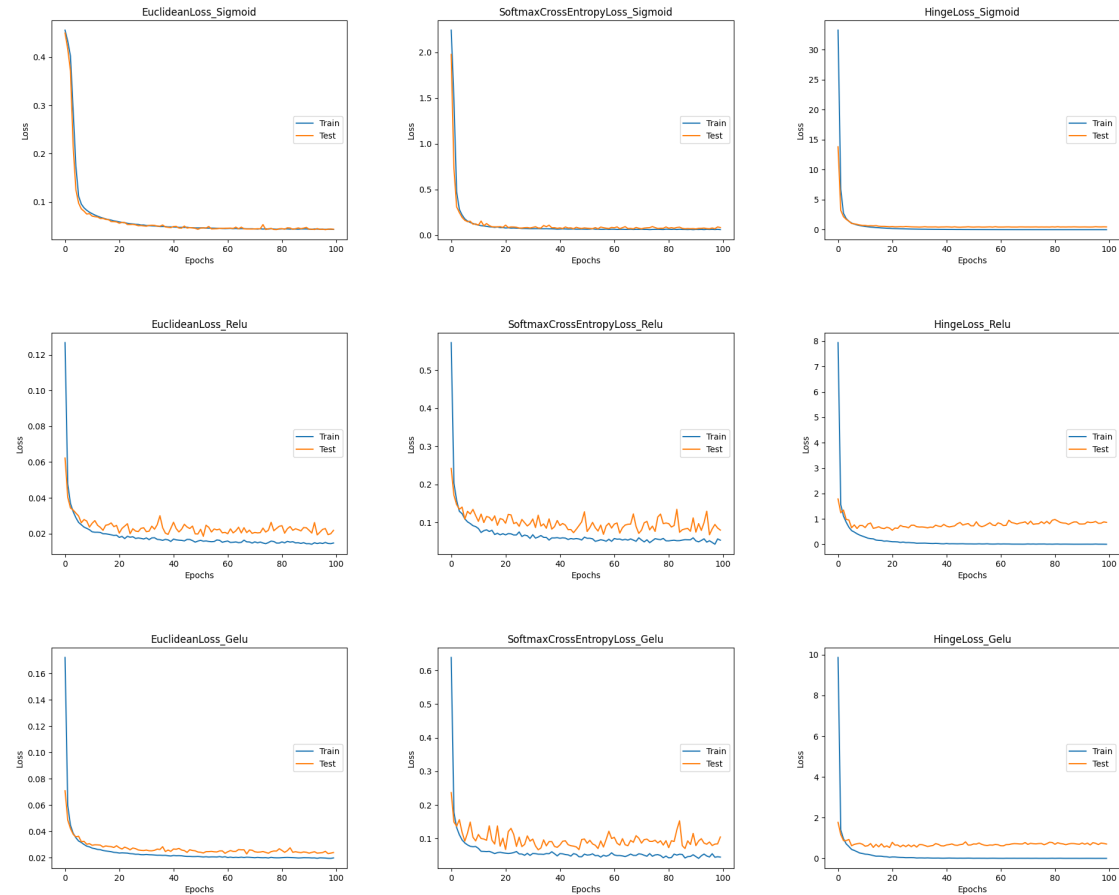 EuclideanLoss_Sigmoid
0.4
0.3
0.2
0.1
Loss
Train
Test
0 20 40 60 80 100
Epochs
SoftmaxCrossEntropyLoss_Sigmoid
2.0
1.5
1.0
0.5
0.0
Loss
Train
Test
0 20 40 60 80 100
Epochs
HingeLoss_Sigmoid
30
25
20
15
10
5
0
Loss
Train
Test
0 20 40 60 80 100
Epochs
EuclideanLoss_Relu
0.12
0.10
0.08
0.06
0.04
0.02
Loss
Train
Test
0 20 40 60 80 100
Epochs
SoftmaxCrossEntropyLoss_Relu
0.5
0.4
0.3
0.2
0.1
Loss
Train
Test
0 20 40 60 80 100
Epochs
HingeLoss_Relu
8
7
6
5
4
3
2
1
0
Loss
Train
Test
0 20 40 60 80 100
Epochs
EuclideanLoss_Gelu
0.16
0.14
0.12
0.10
0.08
0.06
0.04
0.02
Loss
Train
Test
0 20 40 60 80 100
Epochs
SoftmaxCrossEntropyLoss_Gelu
0.6
0.5
0.4
0.3
0.2
0.1
Loss
Train
Test
0 20 40 60 80 100
Epochs
HingeLoss_Gelu
10
8
6
4
2
0
Loss
Train
Test
0 20 40 60 80 100
Epochs